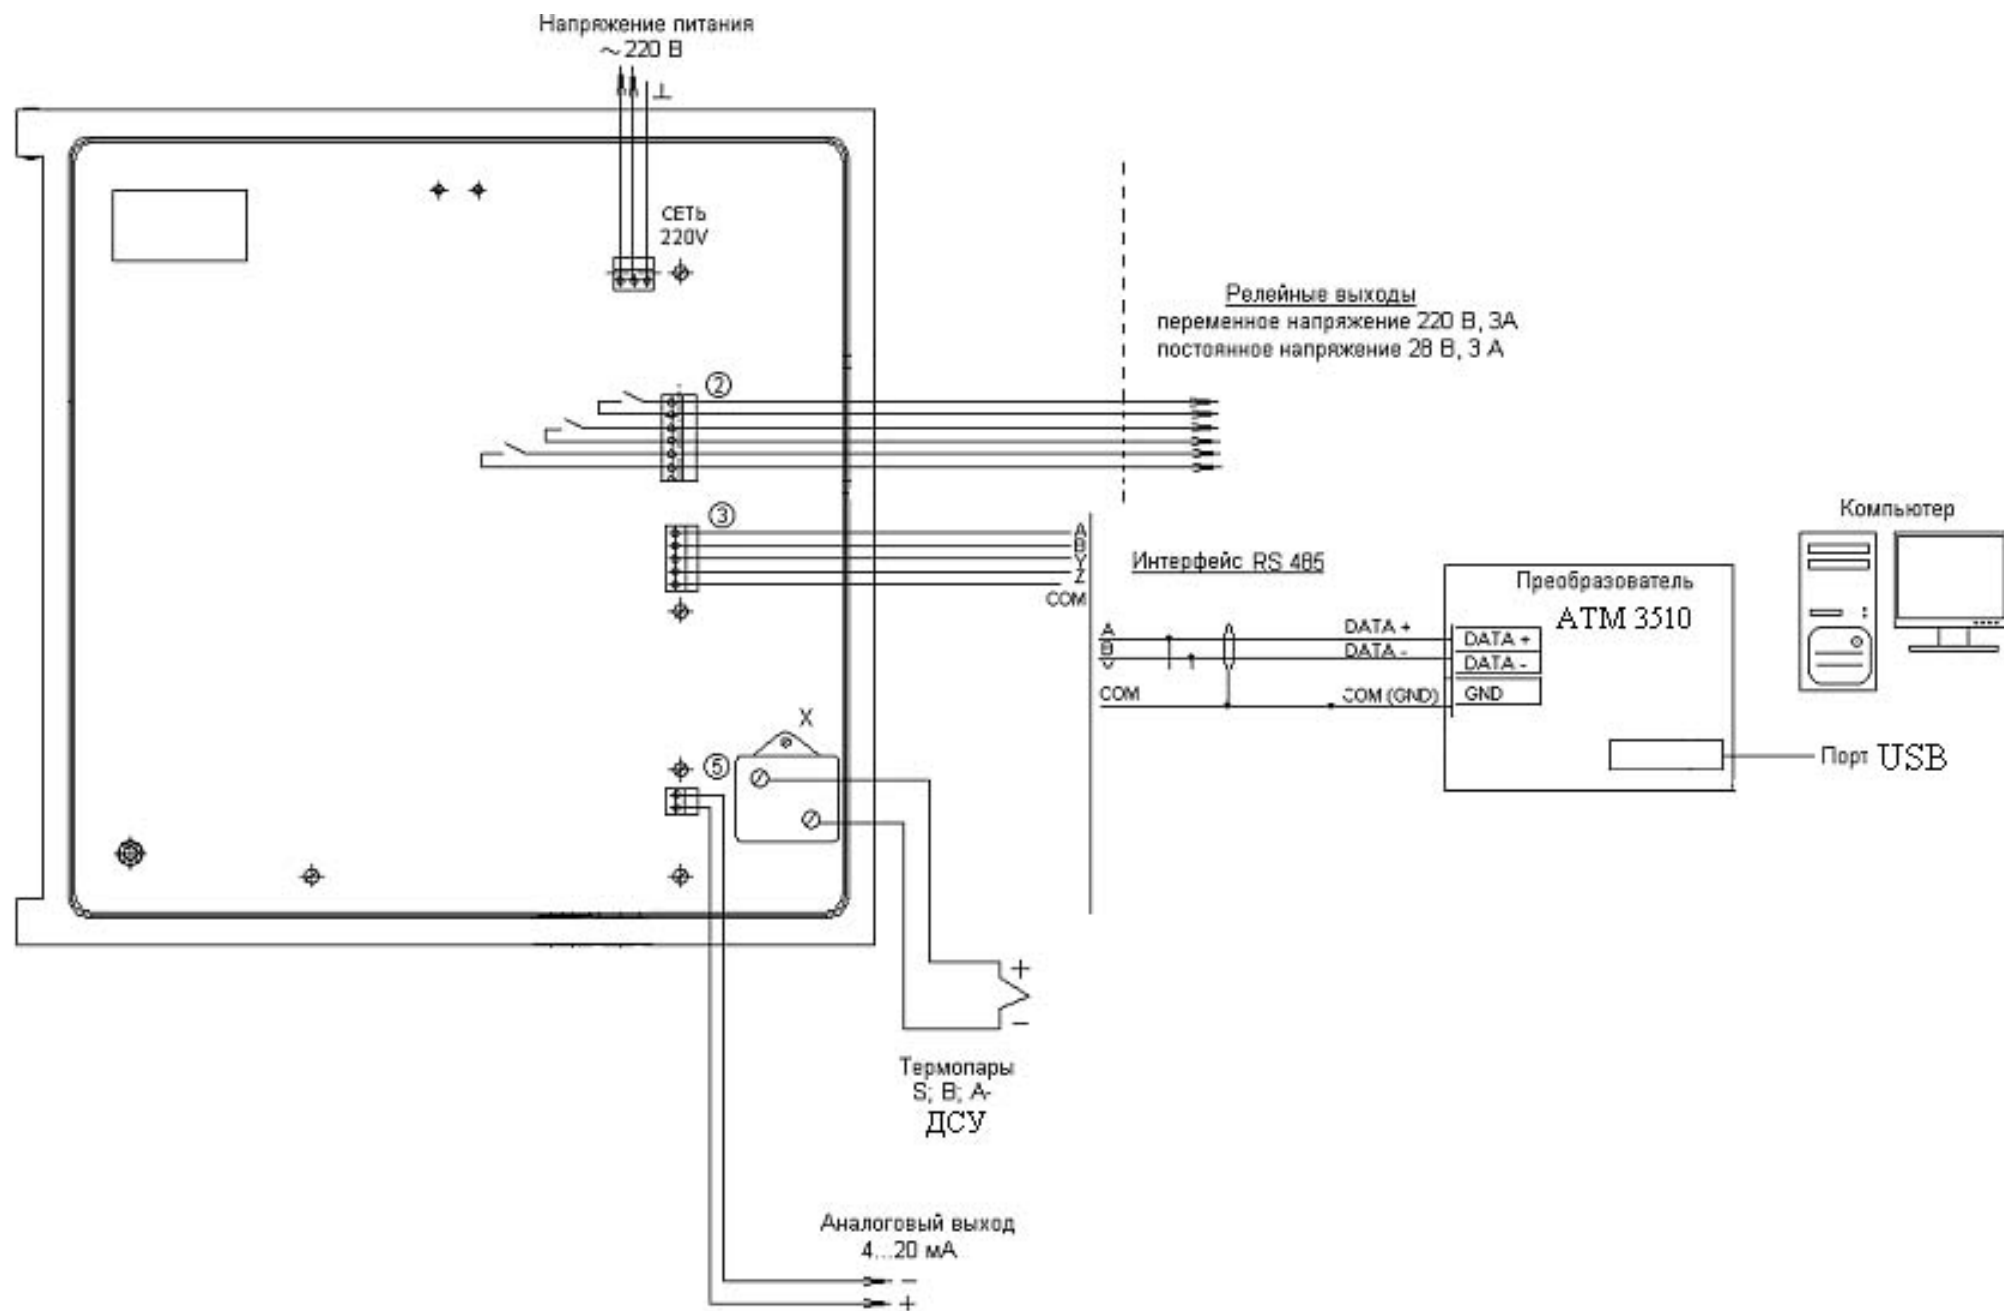 Напряжение питания
~ 220 В
⊥
СЕТЬ
220V
Релейные выходы
переменное напряжение 220 В, 3А
постоянное напряжение 28 В, 3 А
2
3
A
B
Y
Z
COM
Интерфейс RS 485
Компьютер
Преобразователь
ATM 3510
A
B
DATA +
DATA -
DATA +
DATA -
COM
COM (GND)
GND
Порт USB
X
5
+
−
Термопары
S; B; A-
ДСУ
Аналоговый выход
4...20 мА
−
+